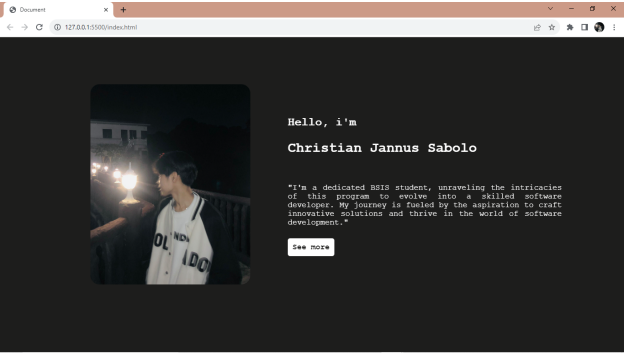 Document
127.0.0.1:5500/index.html
Hello, i'm
Christian Jannus Sabolo
"I'm a dedicated BSIS student, unraveling the intricacies
of this program to evolve into a skilled software
developer. My journey is fueled by the aspiration to craft
innovative solutions and thrive in the world of software
development."
See more